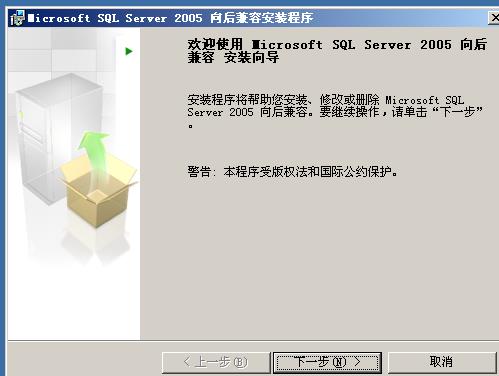 Microsoft SQL Server 2005 向后兼容安装程序
欢迎使用 Microsoft SQL Server 2005 向后
兼容 安装向导
安装程序将帮助您安装、修改或删除 Microsoft SQL
Server 2005 向后兼容。要继续操作,请单击“下一步”
。
警告: 本程序受版权法和国际公约保护。
< 上一步(B)
下一步(N) >
取消